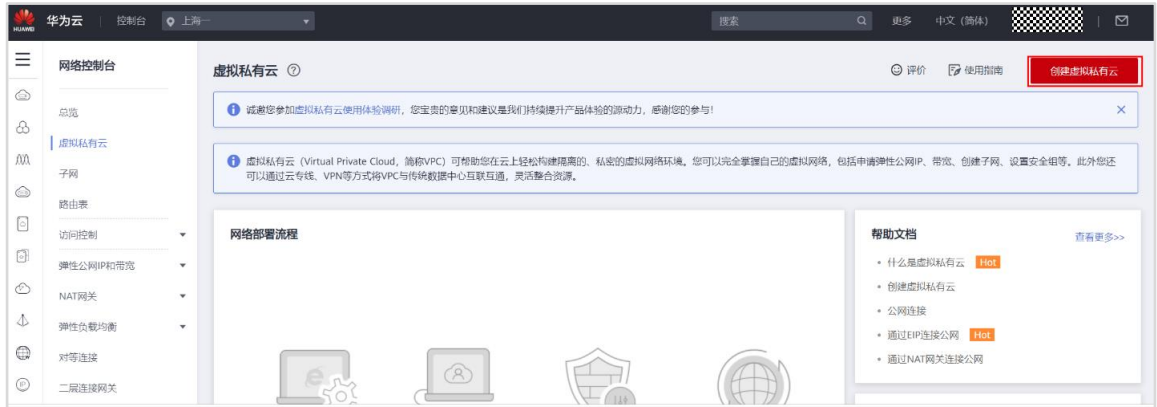 HUAWEI 华为云 控制台 上海一 搜索 更多 中文 (简体)
网络控制台
总览
虚拟私有云
子网
路由表
访问控制
弹性公网IP和带宽
NAT网关
弹性负载均衡
对等连接
二层连接网关
虚拟私有云 评价 使用指南 创建虚拟私有云
诚邀您参加虚拟私有云使用体验调研，您宝贵的意见和建议是我们持续提升产品体验的源动力，感谢您的参与!
虚拟私有云（Virtual Private Cloud，简称VPC）可帮助您在云上轻松构建隔离的、私密的虚拟网络环境。您可以完全掌握自己的虚拟网络，包括申请弹性公网IP、带宽、创建子网、设置安全组等。此外您还
可以通过云专线、VPN等方式将VPC与传统数据中心互联互通，灵活整合资源。
网络部署流程
帮助文档 查看更多>>
什么是虚拟私有云 Hot
创建虚拟私有云
公网连接
通过EIP连接公网 Hot
通过NAT网关连接公网